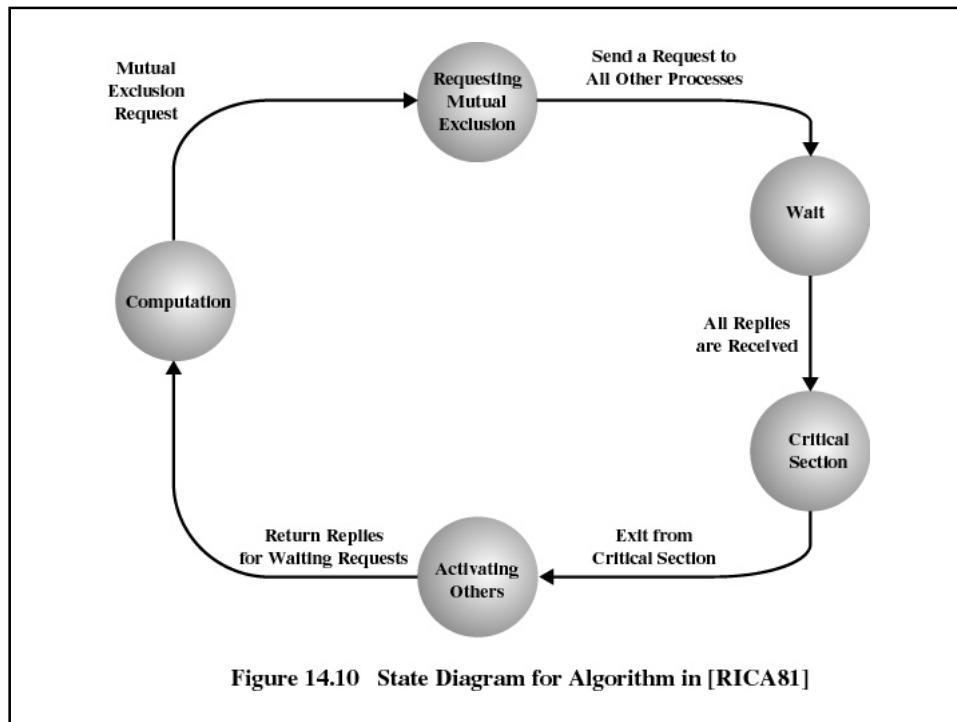 Mutual
Exclusion
Request
Requesting
Mutual
Exclusion
Send a Request to
All Other Processes
Wait
Computation
All Replies
are Received
Critical
Section
Return Replies
for Waiting Requests
Activating
Others
Exit from
Critical Section
Figure 14.10 State Diagram for Algorithm in [RICA81]